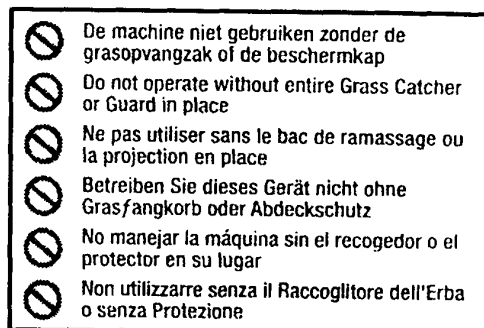 De machine niet gebruiken zonder de
grasopvangzak of de beschermkap
Do not operate without entire Grass Catcher
or Guard in place
Ne pas utiliser sans le bac de ramassage ou
la projection en place
Betreiben Sie dieses Gerät nicht ohne
Grasfangkorb oder Abdeckschutz
No manejar la máquina sin el recogedor o el
protector en su lugar
Non utilizzarre senza il Raccoglitore dell'Erba
o senza Protezione